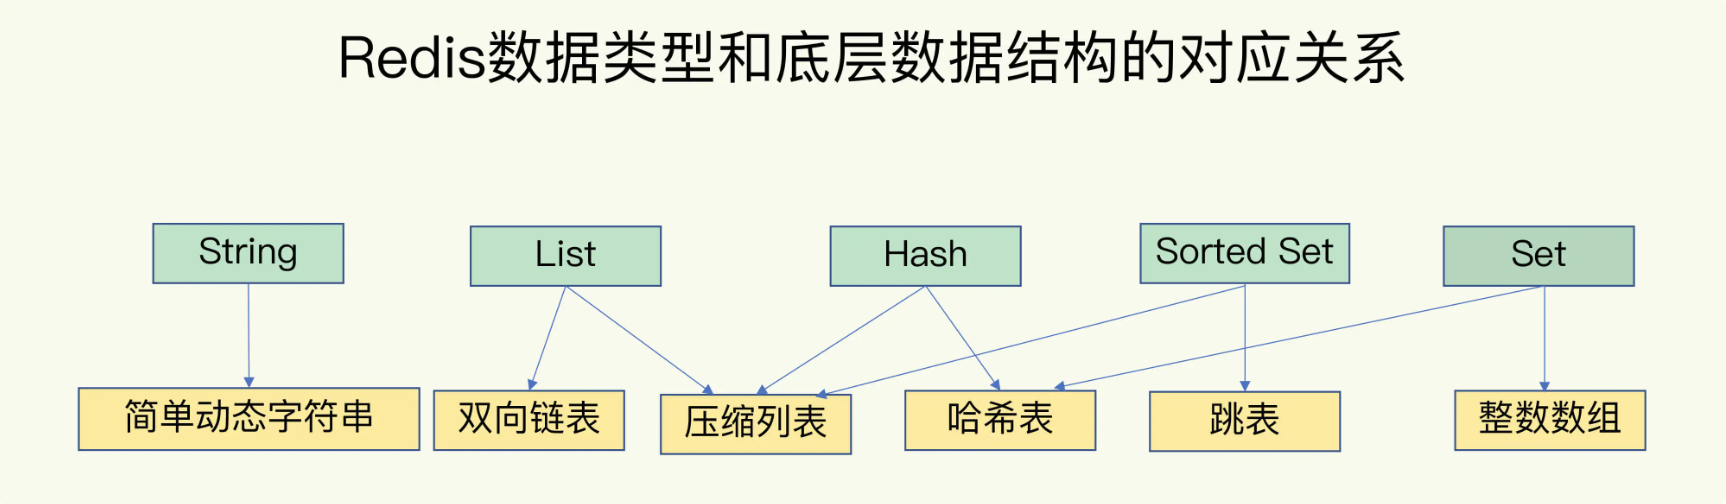 Redis数据类型和底层数据结构的对应关系
String
List
Hash
Sorted Set
Set
简单动态字符串
双向链表
压缩列表
哈希表
跳表
整数数组